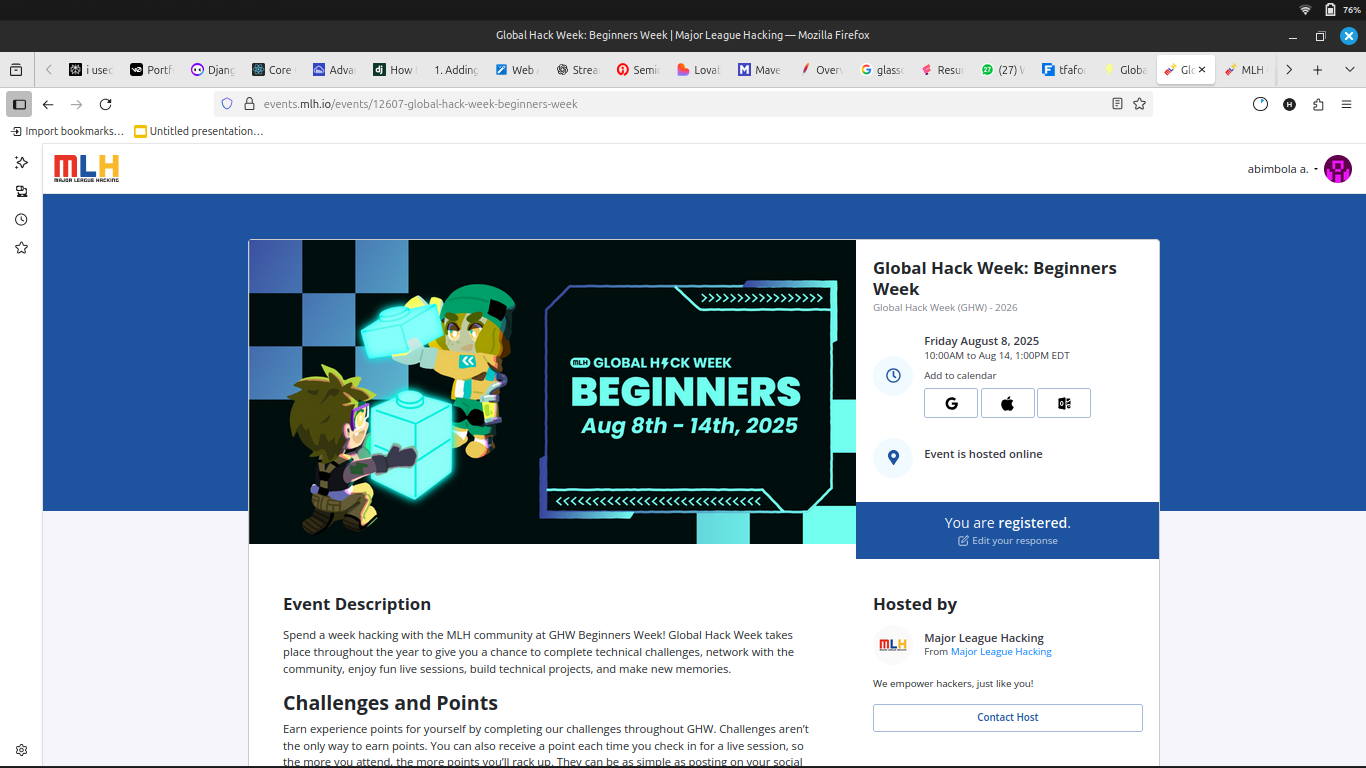 76%
Global Hack Week: Beginners Week | Major League Hacking — Mozilla Firefox
i used
Portf
Djang
Core
Adva
How
1. Adding
Web
Strea
Semi
Lovat
Mave
Over
glass
Resu
(27)
tfafor
Globa
Glo
MLH
events.mlh.io/events/12607-global-hack-week-beginners-week
Import bookmarks…
Untitled presentation…
MLH
MAJOR LEAGUE HACKING
abimbola a.
MLH GLOBAL HACK WEEK
BEGINNERS
Aug 8th - 14th, 2025
Global Hack Week: Beginners
Week
Global Hack Week (GHW) - 2026
Friday August 8, 2025
10:00AM to Aug 14, 1:00PM EDT
Add to calendar
Event is hosted online
You are registered.
Edit your response
Event Description
Spend a week hacking with the MLH community at GHW Beginners Week! Global Hack Week takes
place throughout the year to give you a chance to complete technical challenges, network with the
community, enjoy fun live sessions, build technical projects, and make new memories.
Challenges and Points
Earn experience points for yourself by completing our challenges throughout GHW. Challenges aren’t
the only way to earn points. You can also receive a point each time you check in for a live session, so
the more you attend, the more points you’ll rack up. They can be as simple as posting on your social
Hosted by
MLH
Major League Hacking
From Major League Hacking
We empower hackers, just like you!
Contact Host